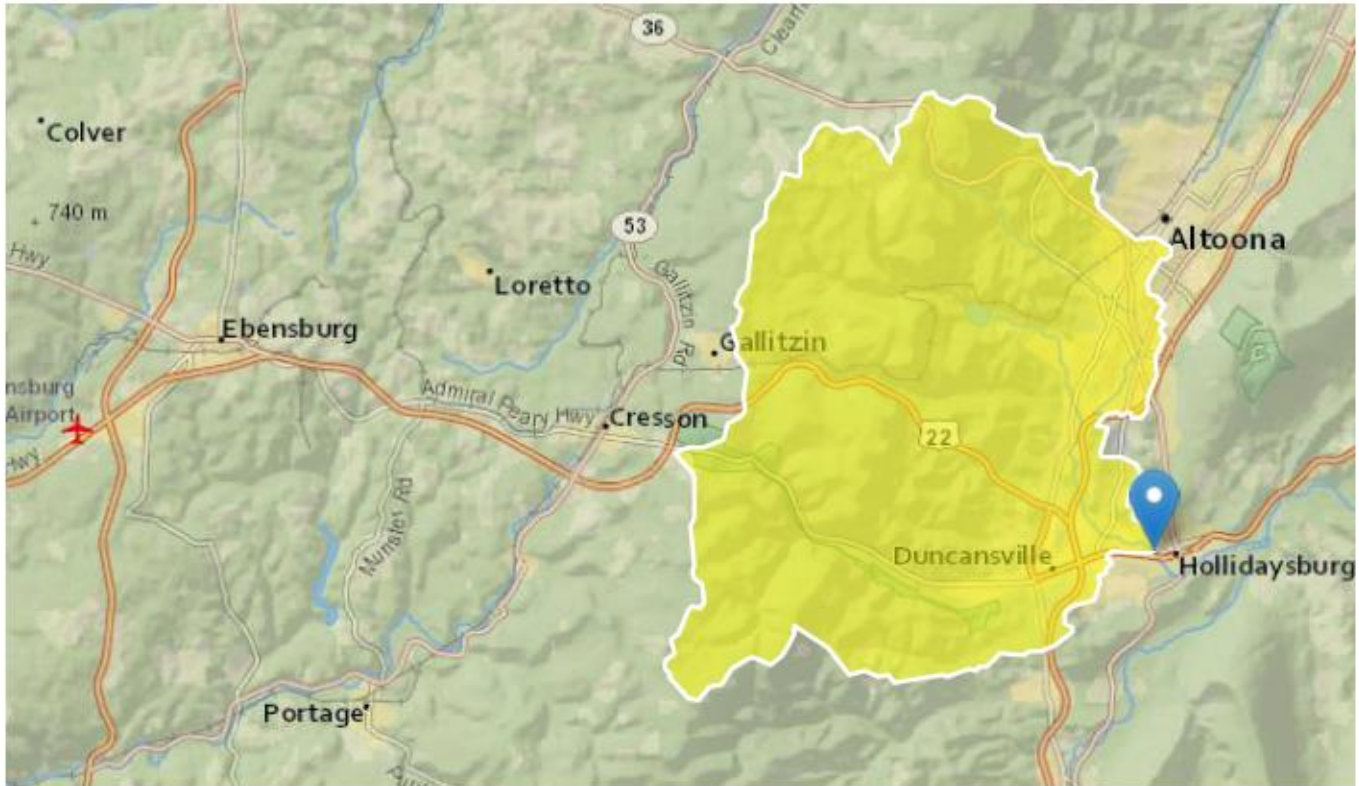 36
Colver
740 m
Hwy
53
Gallitzin Rd
Altoona
Loretto
Ebensburg
Gallitzin
nsburg
Airport
Admiral Peary Hwy
Cresson
22
Hwy
Munster Rd
Duncansville
Hollidaysburg
Portage